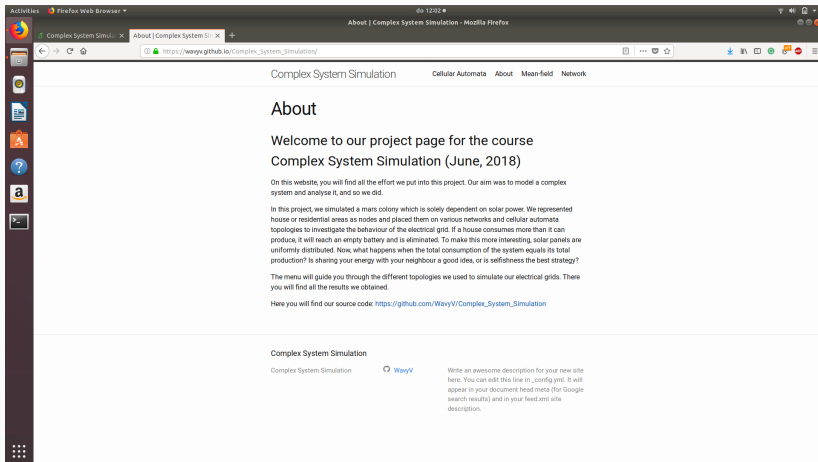 Activities Firefox Web Browser do 12:02
About | Complex System Simulation - Mozilla Firefox
Complex System Simula About | Complex System Sim
https://wavyv.github.io/Complex_System_Simulation/
Complex System Simulation Cellular Automata About Mean-field Network
About
Welcome to our project page for the course
Complex System Simulation (June, 2018)
On this website, you will find all the effort we put into this project. Our aim was to model a complex
system and analyse it, and so we did.
In this project, we simulated a mars colony which is solely dependent on solar power. We represented
house or residential areas as nodes and placed them on various networks and cellular automata
topologies to investigate the behaviour of the electrical grid. If a house consumes more than it can
produce, it will reach an empty battery and is eliminated. To make this more interesting, solar panels are
uniformly distributed. Now, what happens when the total consumption of the system equals its total
production? Is sharing your energy with your neighbour a good idea, or is selfishness the best strategy?
The menu will guide you through the different topologies we used to simulate our electrical grids. There
you will find all the results we obtained.
Here you will find our source code: https://github.com/WavyV/Complex_System_Simulation
Complex System Simulation
Complex System Simulation WavyV Write an awesome description for your new site
here. You can edit this line in _config.yml. It will
appear in your document head meta (for Google
search results) and in your feed.xml site
description.